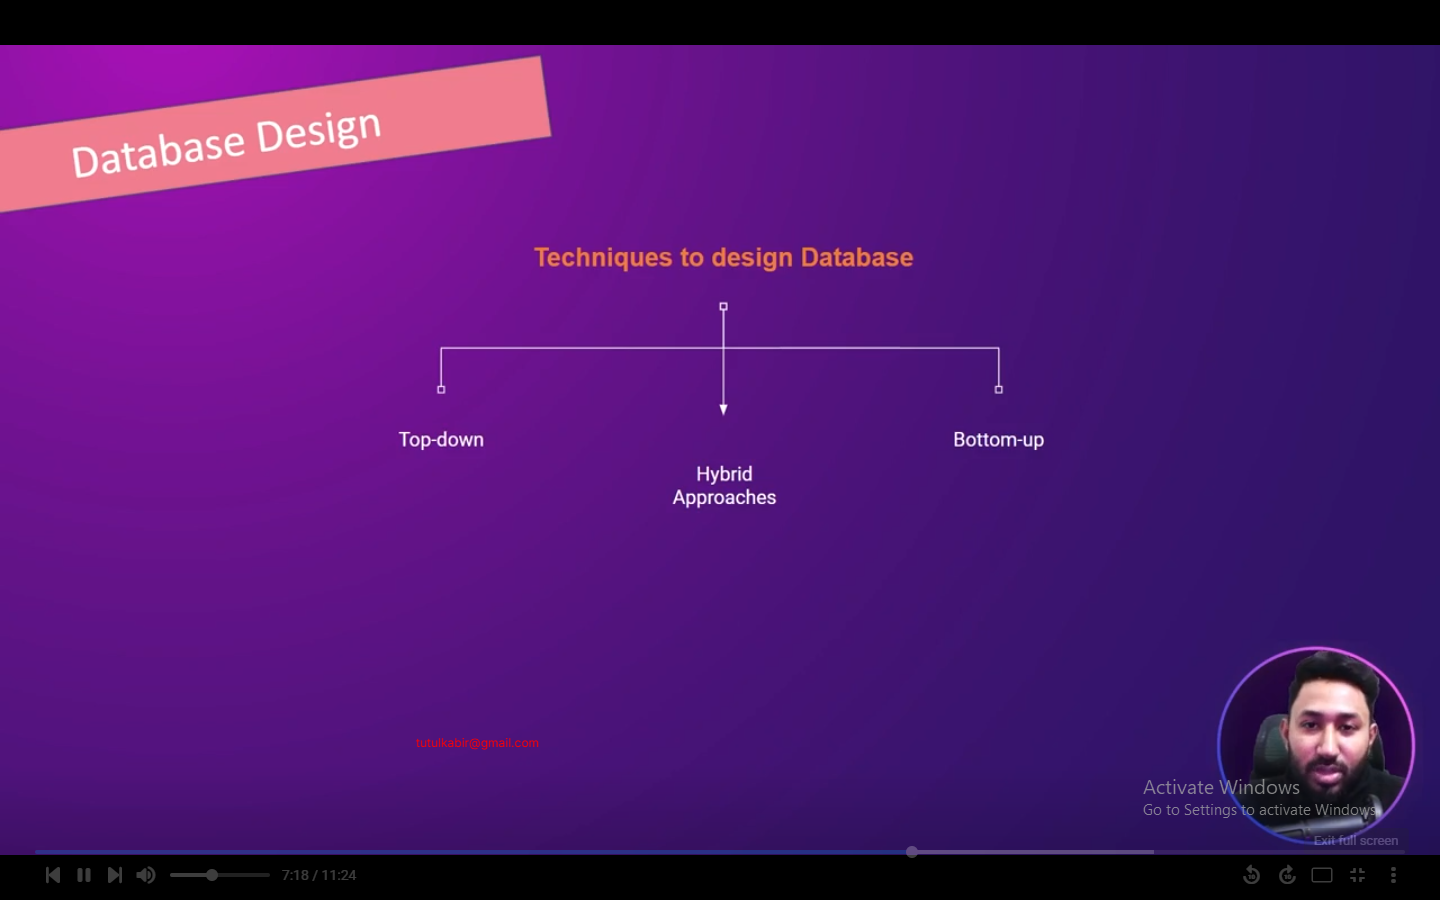 Database Design
Techniques to design Database
Top-down
Bottom-up
Hybrid
Approaches
tutulkabir@gmail.com
Activate Windows
Go to Settings to activate Windows.
Exit full screen
7:18 / 11:24